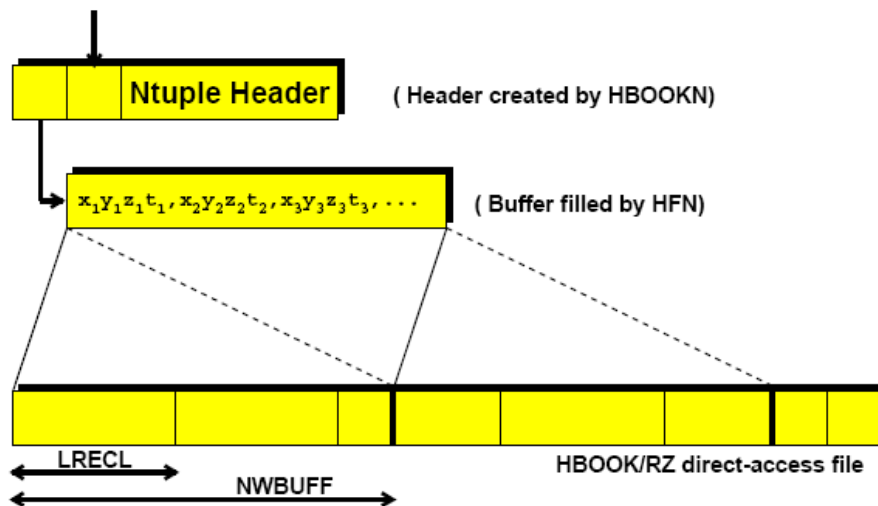 Ntuple Header
( Header created by HBOOKN)
x₁y₁z₁t₁,x₂y₂z₂t₂,x₃y₃z₃t₃,...
( Buffer filled by HFN)
LRECL
HBOOK/RZ direct-access file
NWBUFF